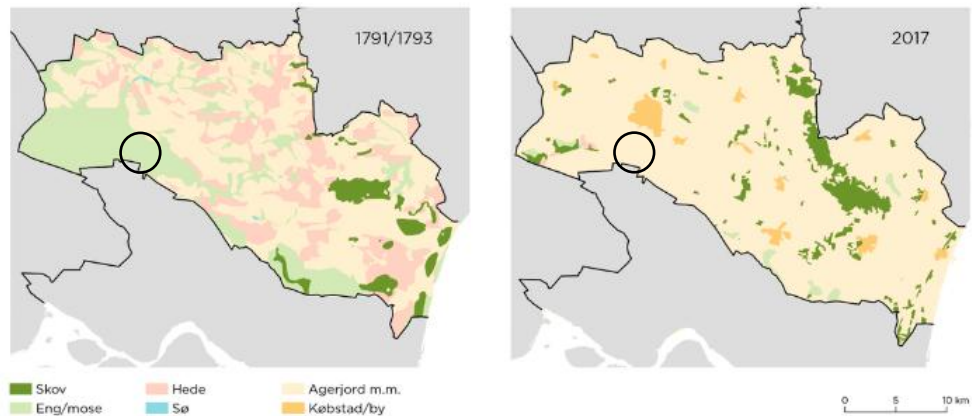 1791/1793
2017
Skov
Hede
Agerjord m.m.
Eng/mose
Sø
Købstad/by
0 5 10 km